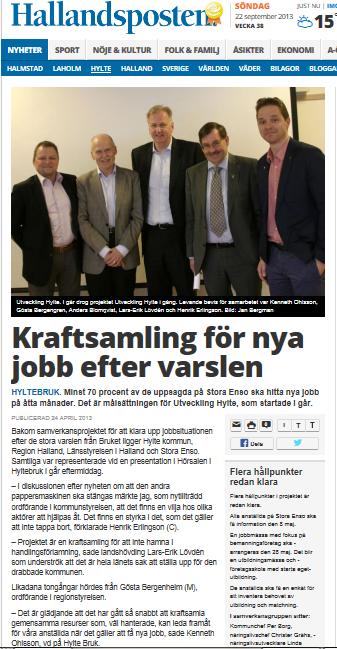 Hallandsposten
SÖNDAG
22 september 2013
VECKA 38
JUST NU | IMO
15°
NYHETER SPORT NÖJE & KULTUR FOLK & FAMILJ ÅSIKTER EKONOMI A-Ö
HALMSTAD LAHOLM HYLTE HALLAND SVERIGE VÄRLDEN VÄDER BILAGOR BLOGGA
Utveckling Hylte. I går drog projektet Utveckling Hylte i gång. Levande bevis för samarbetet var Kenneth Ohlsson,
Gösta Bergengren, Anders Blomqvist, Lars-Erik Lövdén och Henrik Erlingson. Bild: Jan Bergman
Kraftsamling för nya
jobb efter varslen
HYLTEBRUK. Minst 70 procent av de uppsagda på Stora Enso ska hitta nya jobb
på åtta månader. Det är målsättningen för Utveckling Hylte, som startade i går.
PUBLICERAD 24 APRIL 2013
Bakom samverkansprojektet för att klara upp jobbsituationen
efter de stora varslen från Bruket ligger Hylte kommun,
Region Halland, Länsstyrelsen i Halland och Stora Enso.
Samtliga var representerade vid en presentation i Hörsalen i
Hyltebruk i går eftermiddag.
– I diskussionen efter nyheten om att den andra
pappersmaskinen ska stängas märkte jag, som nytillträdd
ordförande i kommunstyrelsen, att det finns en vilja hos olika
aktörer att hjälpas åt. Det finns en styrka i det, som det gäller
att inte tappa bort, förklarade Henrik Erlingson (C).
– Projektet är en kraftsamling för att inte hamna i
handlingsförlamning, sade landshövding Lars-Erik Lövdén
som underströk att det är hela länets sak att ställa upp för den
drabbade kommunen.
Likadana tongångar hördes från Gösta Bergenheim (M),
ordförande i regionstyrelsen.
– Det är glädjande att det har gått så snabbt att kraftsamla
gemensamma resurser som, väl hanterade, kan leda framåt
för våra anställda när det gäller att få nya jobb, sade Kenneth
Ohlsson, vd på Hylte Bruk.
I T T
Dela
Flera hållpunkter
redan klara
Flera hållpunkter i projektet är
redan klara.
Alla anställda på Stora Enso ska
få information den 8 maj.
En jobbmässa med fokus på
bemanningsföretag ska
arrangeras den 28 maj. Det blir
en utbildningsmässa och -
företagsskola med starta eget-
utbildning.
De anställda ska få en enkät för
att inventera behovet av
utbildning och matchning.
I samverkansgruppen sitter:
Kommunchef Per Borg,
näringslivschef Christer Grähs, -
näringslivsutvecklare Linda